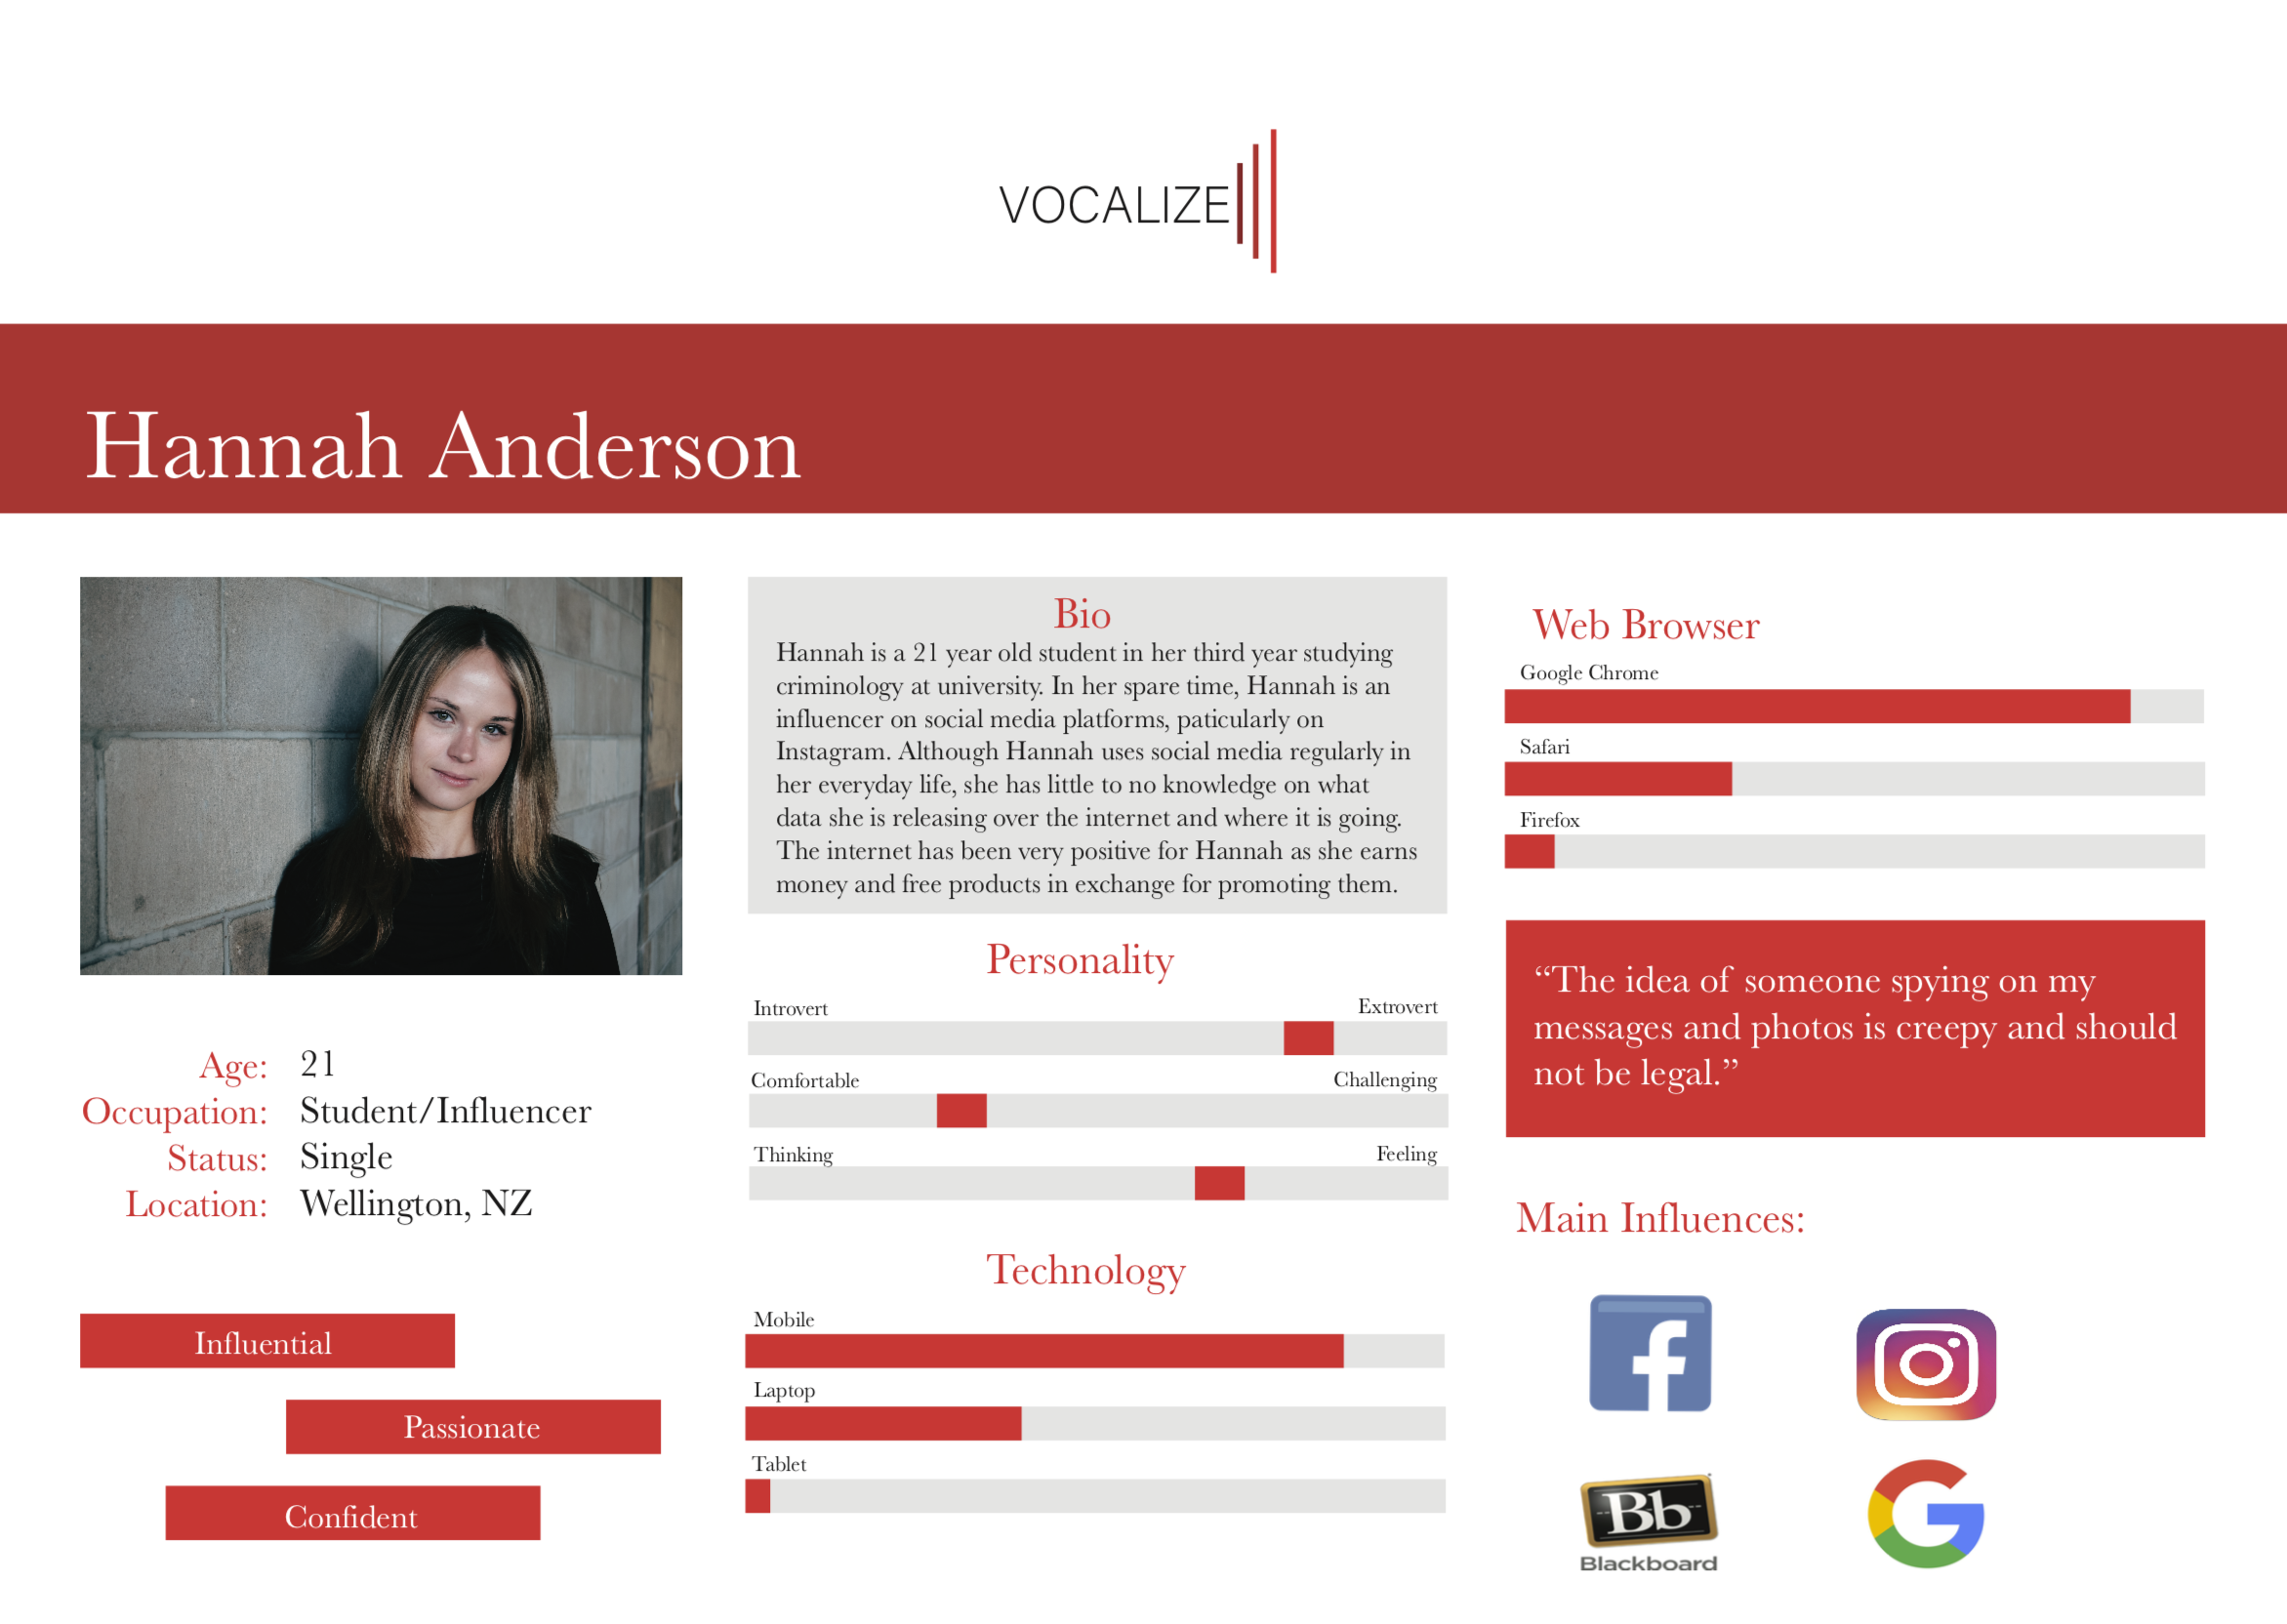 VOCALIZE
Hannah Anderson
Age: 21
Occupation: Student/Influencer
Status: Single
Location: Wellington, NZ
Influential
Passionate
Confident
Bio
Hannah is a 21 year old student in her third year studying
criminology at university. In her spare time, Hannah is an
influencer on social media platforms, paticularly on
Instagram. Although Hannah uses social media regularly in
her everyday life, she has little to no knowledge on what
data she is releasing over the internet and where it is going.
The internet has been very positive for Hannah as she earns
money and free products in exchange for promoting them.
Personality
Introvert Extrovert
Comfortable Challenging
Thinking Feeling
Technology
Mobile
Laptop
Tablet
Web Browser
Google Chrome
Safari
Firefox
“The idea of someone spying on my
messages and photos is creepy and should
not be legal.”
Main Influences:
f
Bb
Blackboard
G